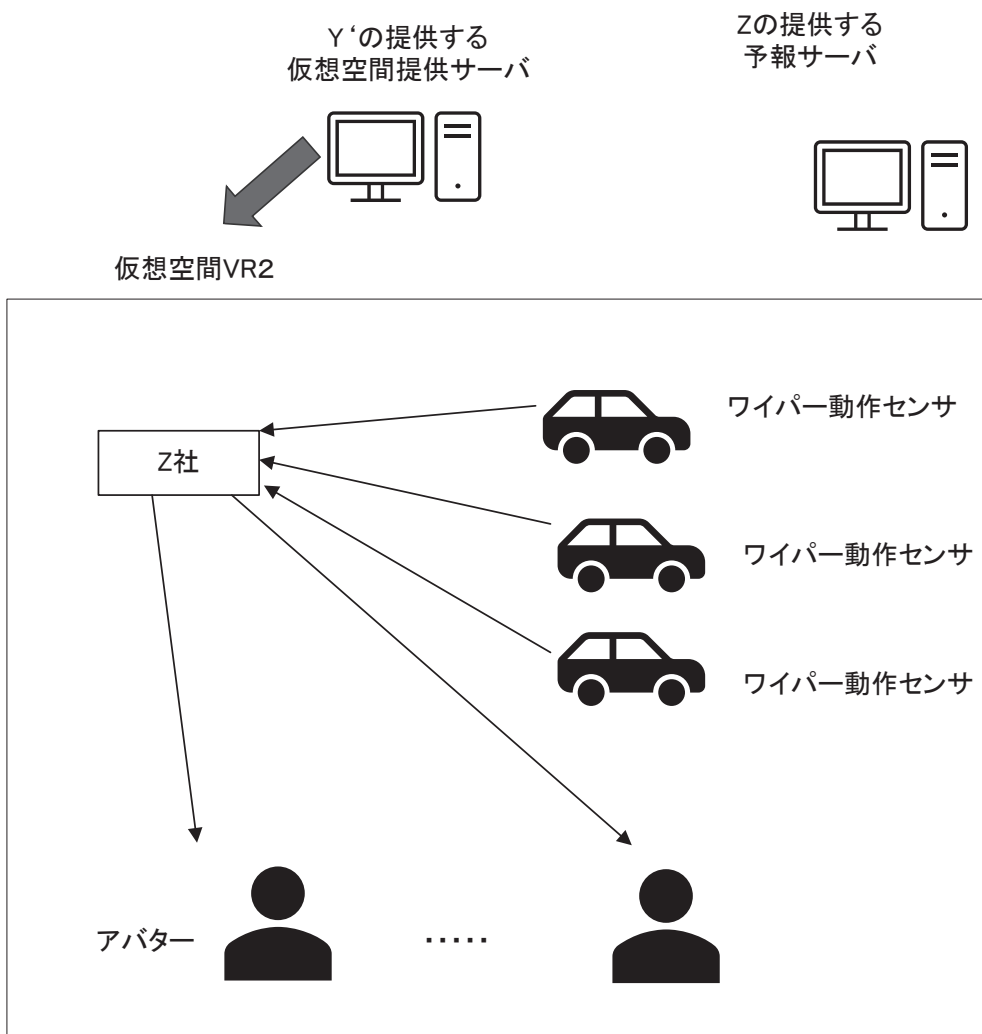 Y‘の提供する
仮想空間提供サーバ
Zの提供する
予報サーバ
仮想空間VR2
ワイパー動作センサ
Z社
ワイパー動作センサ
ワイパー動作センサ
アバター
・・・・・